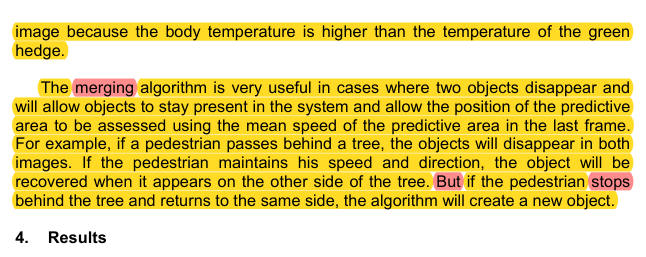 image because the body temperature is higher than the temperature of the green
hedge.
The merging algorithm is very useful in cases where two objects disappear and
will allow objects to stay present in the system and allow the position of the predictive
area to be assessed using the mean speed of the predictive area in the last frame.
For example, if a pedestrian passes behind a tree, the objects will disappear in both
images. If the pedestrian maintains his speed and direction, the object will be
recovered when it appears on the other side of the tree. But if the pedestrian stops
behind the tree and returns to the same side, the algorithm will create a new object.
4. Results